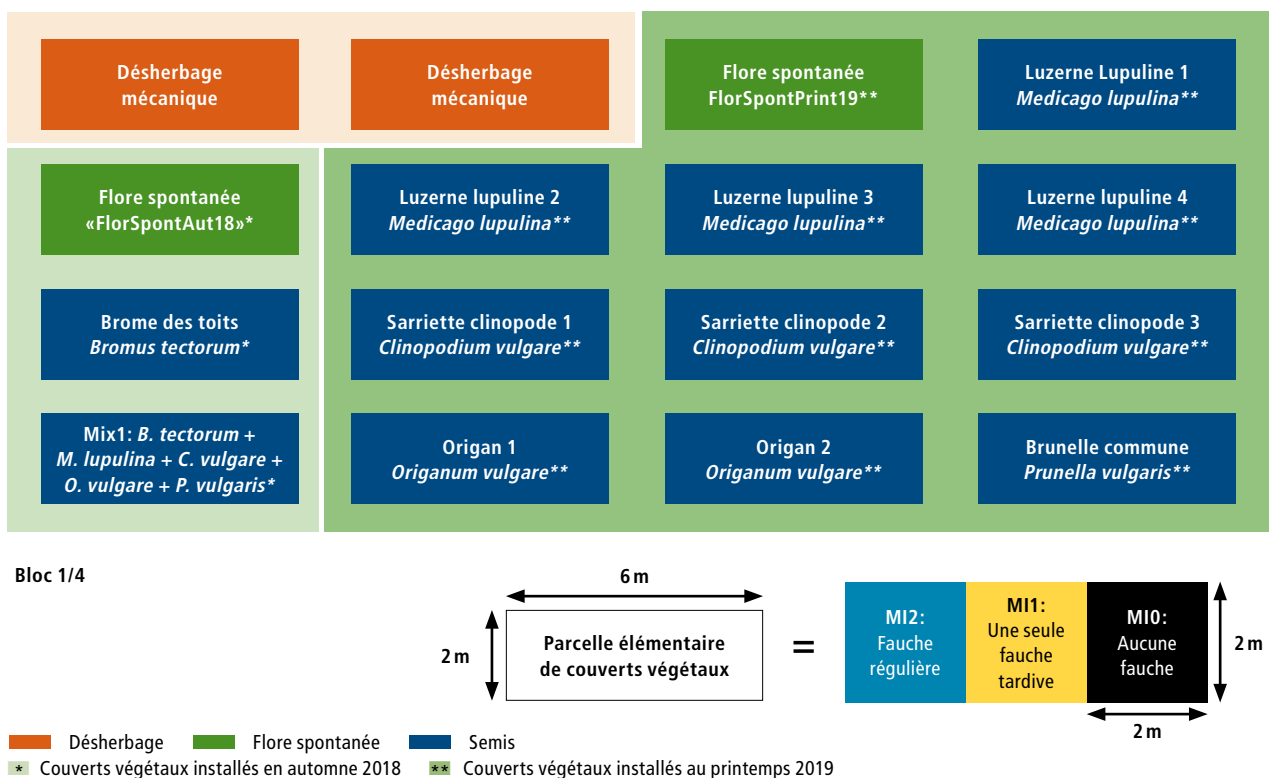 Désherbage
mécanique
Désherbage
mécanique
Flore spontanée
FlorSpontPrint19**
Luzerne Lupuline 1
Medicago lupulina**
Flore spontanée
«FlorSpontAut18»*
Luzerne lupuline 2
Medicago lupulina**
Luzerne lupuline 3
Medicago lupulina**
Luzerne lupuline 4
Medicago lupulina**
Brome des toits
Bromus tectorum*
Sarriette clinopode 1
Clinopodium vulgare**
Sarriette clinopode 2
Clinopodium vulgare**
Sarriette clinopode 3
Clinopodium vulgare**
Mix1: B. tectorum +
M. lupulina + C. vulgare +
O. vulgare + P. vulgaris*
Origan 1
Origanum vulgare**
Origan 2
Origanum vulgare**
Brunelle commune
Prunella vulgaris**
Bloc 1/4
6 m
2 m
Parcelle élémentaire
de couverts végétaux
=
MI2:
Fauche
régulière
MI1:
Une seule
fauche
tardive
MI0:
Aucune
fauche
2 m
2 m
Désherbage
Flore spontanée
Semis
* Couverts végétaux installés en automne 2018
** Couverts végétaux installés au printemps 2019